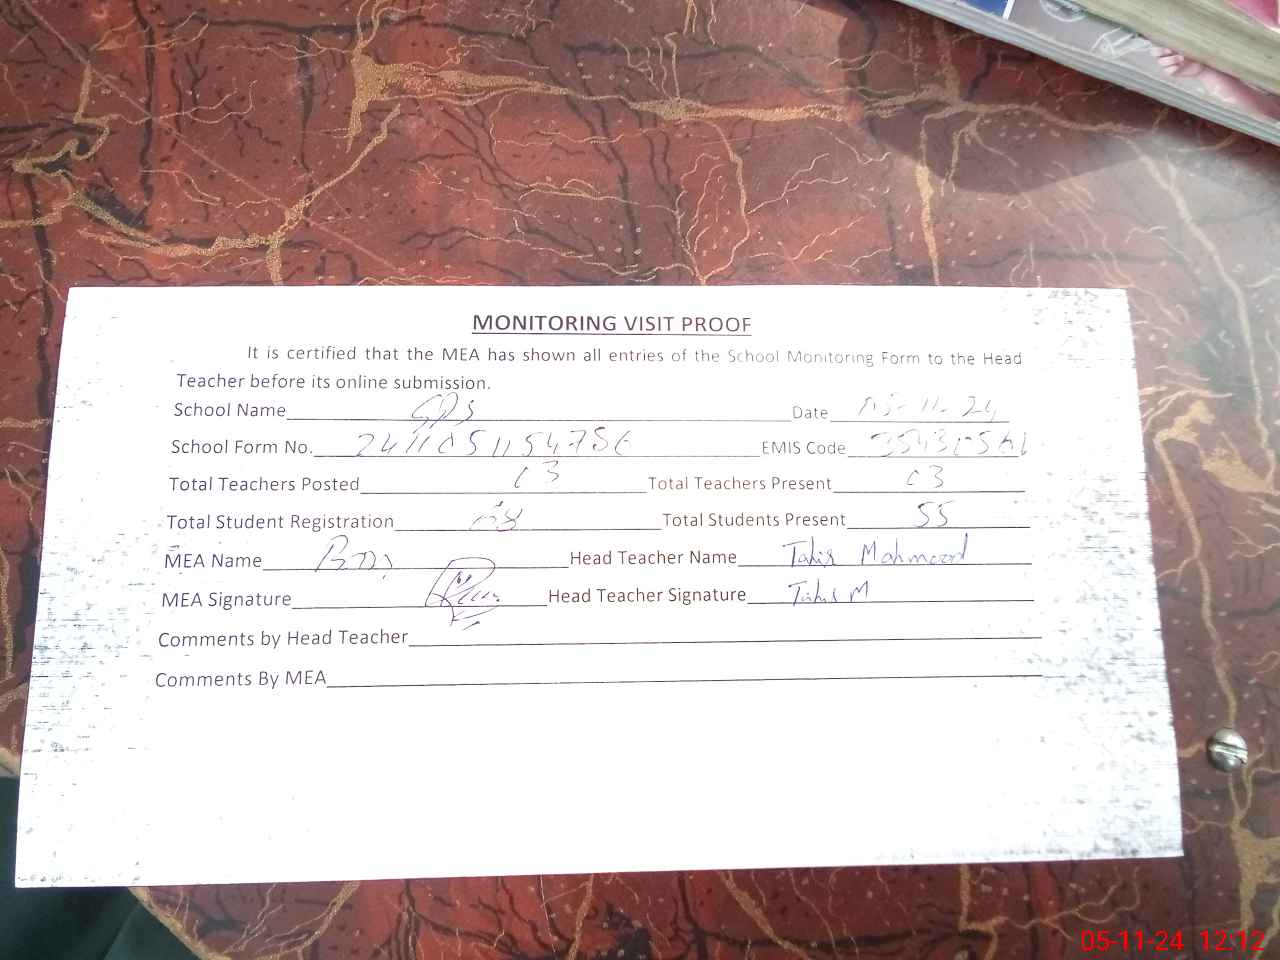 MONITORING VISIT PROOF
It is certified that the MEA has shown all entries of the School Monitoring Form to the Head
Teacher before its online submission.
School Name Date 05-11-24
School Form No. EMIS Code
Total Teachers Posted 03 Total Teachers Present 03
Total Student Registration Total Students Present 55
MEA Name Head Teacher Name Tahir Mahmood
MEA Signature Head Teacher Signature Tahir M
Comments by Head Teacher
Comments By MEA
05-11-24 12:12